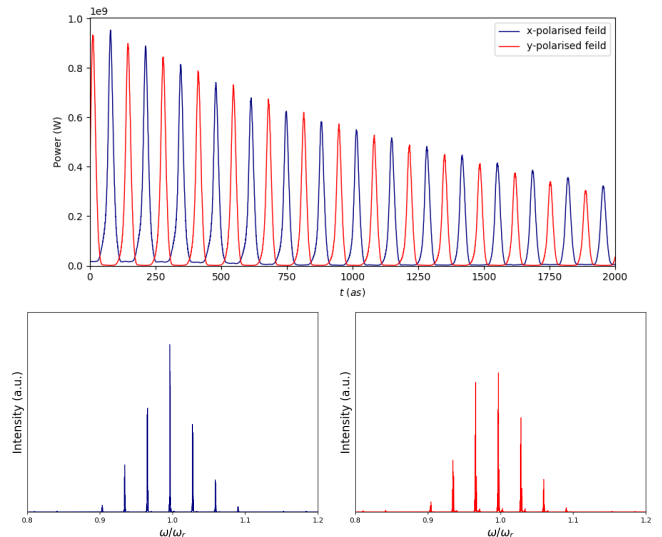 1e9
x-polarised feild
y-polarised feild
1.0
0.8
0.6
0.4
0.2
0.0
Power (W)
0 250 500 750 1000 1250 1500 1750 2000
t (as)
Intensity (a.u.)
0.8 0.9 1.0 1.1 1.2
ω/ωr
Intensity (a.u.)
0.8 0.9 1.0 1.1 1.2
ω/ωr